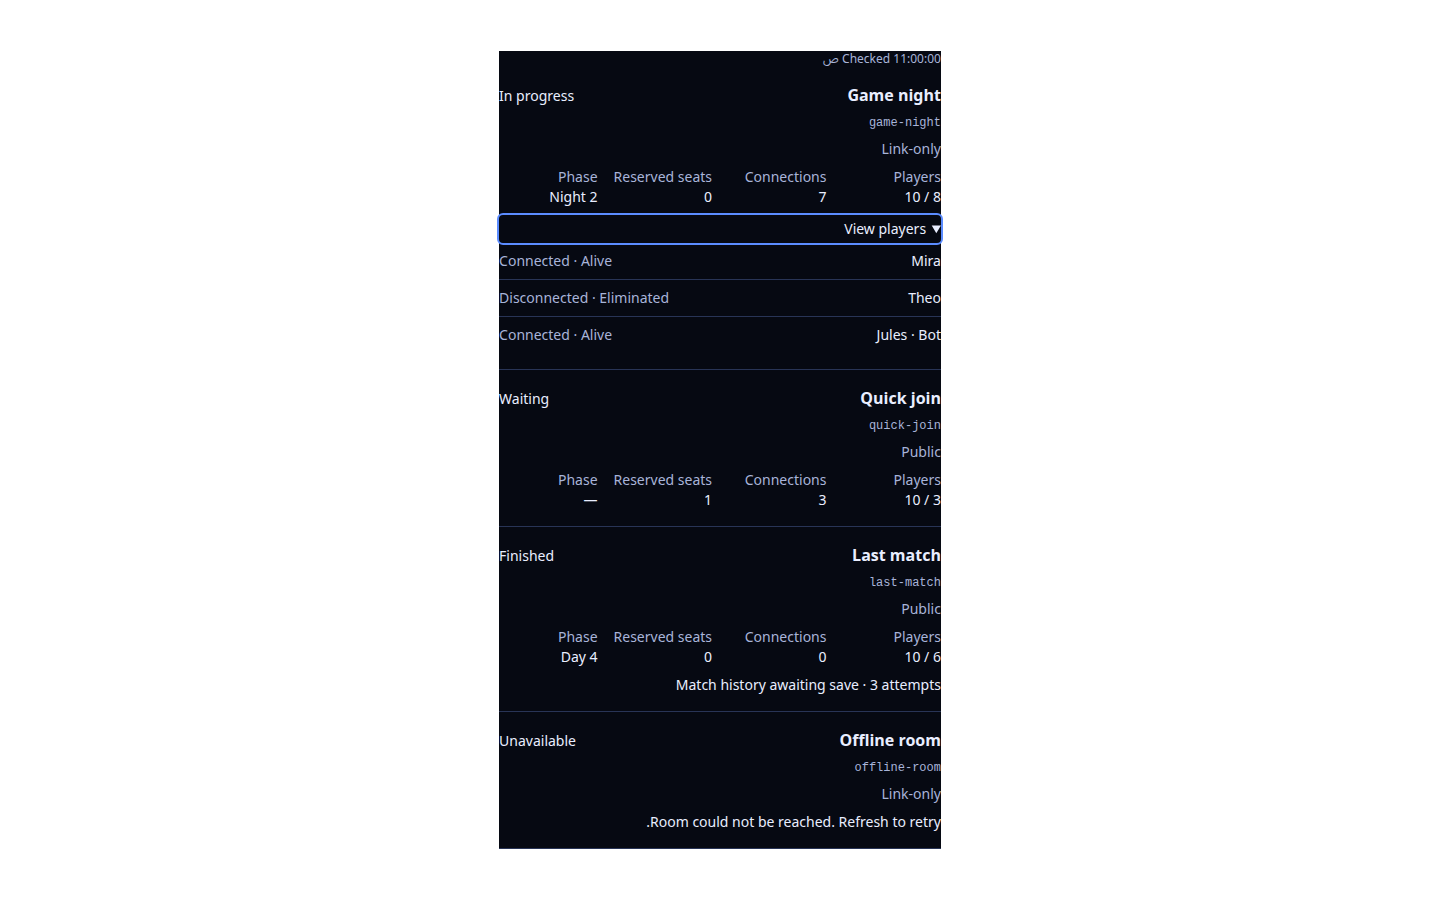 Checked 11:00:00 ص
Game night
In progress
game-night
Link-only
Players Connections Reserved seats Phase
10 / 8 7 0 Night 2
View players ▼
Mira Connected · Alive
Theo Disconnected · Eliminated
Jules · Bot Connected · Alive
Quick join
Waiting
quick-join
Public
Players Connections Reserved seats Phase
10 / 3 3 1 —
Last match
Finished
last-match
Public
Players Connections Reserved seats Phase
10 / 6 0 0 Day 4
Match history awaiting save · 3 attempts
Offline room
Unavailable
offline-room
Link-only
.Room could not be reached. Refresh to retry